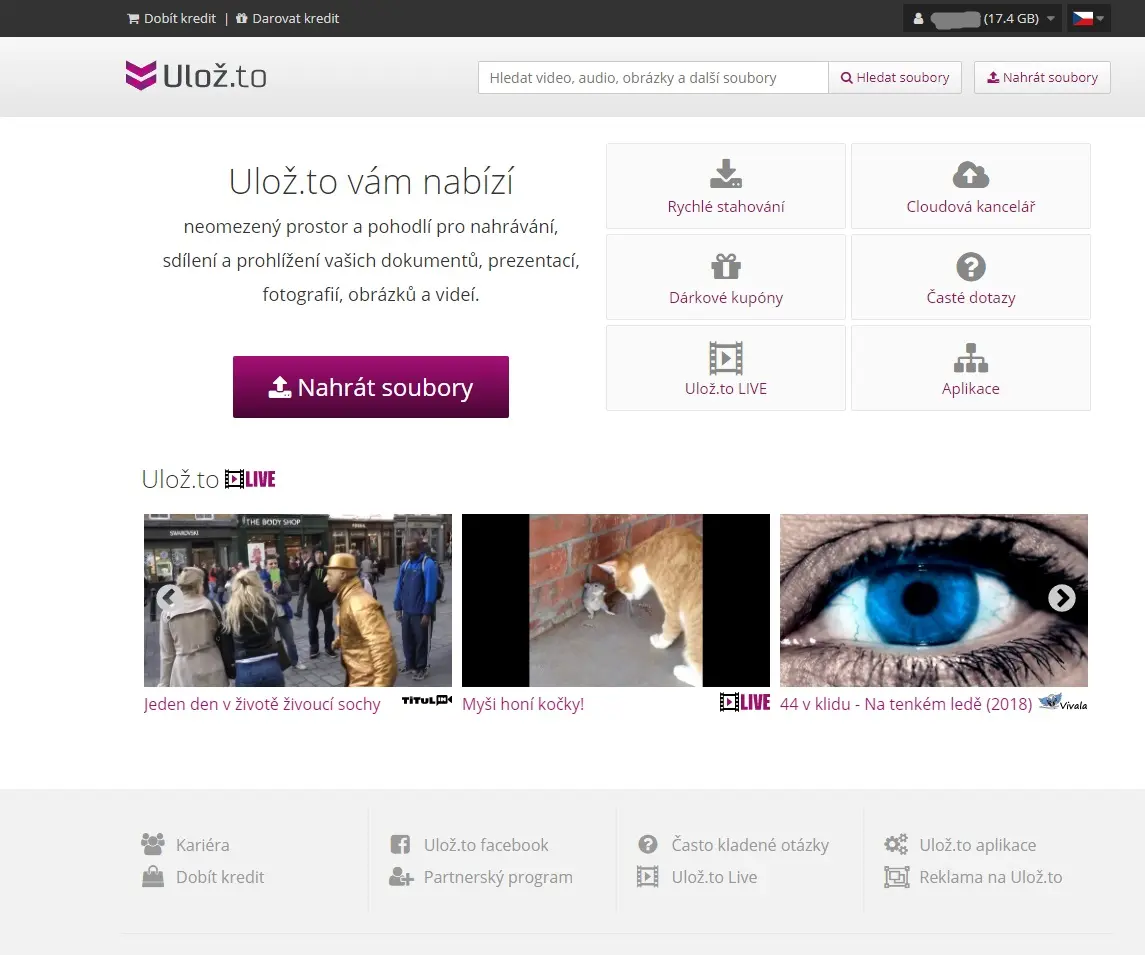 Dobít kredit | Darovat kredit
(17.4 GB)
Ulož.to
Hledat video, audio, obrázky a další soubory
Hledat soubory
Nahrát soubory
Ulož.to vám nabízí
neomezený prostor a pohodlí pro nahrávání,
sdílení a prohlížení vašich dokumentů, prezentací,
fotografií, obrázků a videí.
Nahrát soubory
Rychlé stahování
Cloudová kancelář
Dárkové kupóny
Časté dotazy
Ulož.to LIVE
Aplikace
Ulož.to LIVE
SWAROVSKI
THE BODY SHOP
Jeden den v životě živoucí sochy
TiTUL
Myši honí kočky!
LIVE
44 v klidu - Na tenkém ledě (2018)
Vívala
Kariéra
Dobít kredit
Ulož.to facebook
Partnerský program
Často kladené otázky
Ulož.to Live
Ulož.to aplikace
Reklama na Ulož.to